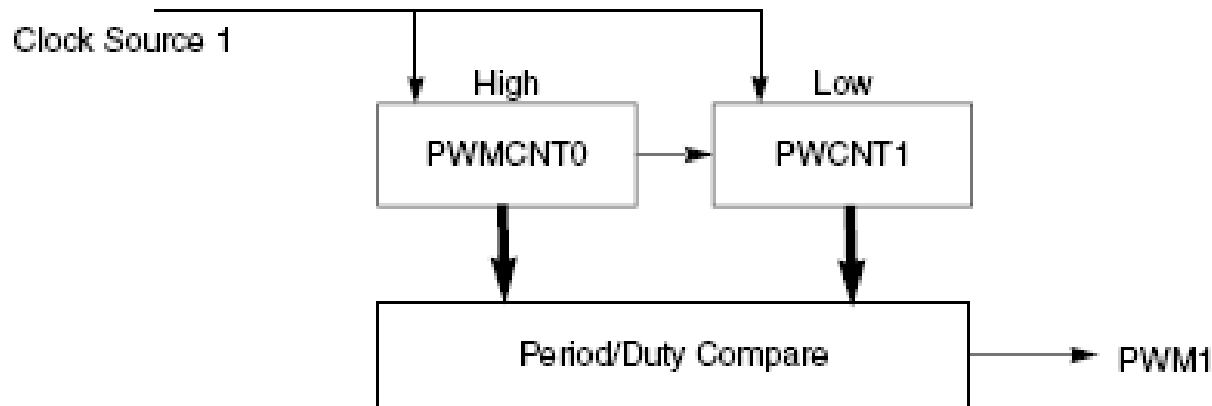 Clock Source 1
High
Low
PWMCNT0
PWCNT1
Period/Duty Compare
PWM1